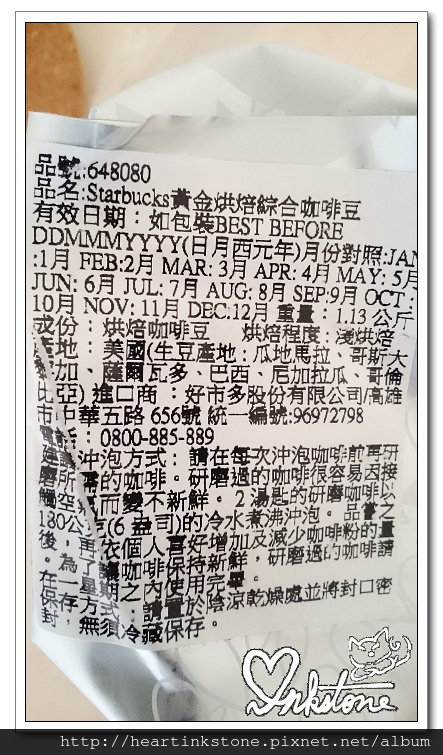 品號:648080
品名:Starbucks黃金烘焙綜合咖啡豆
有效日期：如包裝BEST BEFORE
DDMMMYYYY(日月西元年)月份對照:JAN
:1月 FEB:2月 MAR: 3月 APR: 4月 MAY: 5月
JUN: 6月 JUL: 7月 AUG: 8月 SEP:9月 OCT :
10月 NOV: 11月 DEC:12月 重量：1.13 公斤
成份：烘焙咖啡豆 烘焙程度：淺烘焙
產地：美國(生豆產地:瓜地馬拉、哥斯大
黎加、薩爾瓦多、巴西、尼加拉瓜、哥倫
比亞) 進口商：好市多股份有限公司/高雄
市中華五路 656號 統一編號:96972798
電話：0800-885-889
建議沖泡方式：請在每次沖泡咖啡前再研
磨所需的咖啡。研磨過的咖啡很容易因接
觸空氣而變不新鮮。2 湯匙的研磨咖啡以
180公克(6 盎司)的冷水煮沸沖泡。品嘗之
後，再依個人喜好增加及減少咖啡粉的量
。為了讓咖啡保持新鮮，研磨過的咖啡請
在一星期之內使用完畢。
保存方式：請置於陰涼乾燥處並將封口密
封，無須冷藏保存。
Inkstone
http://heartinkstone.pixnet.net/album